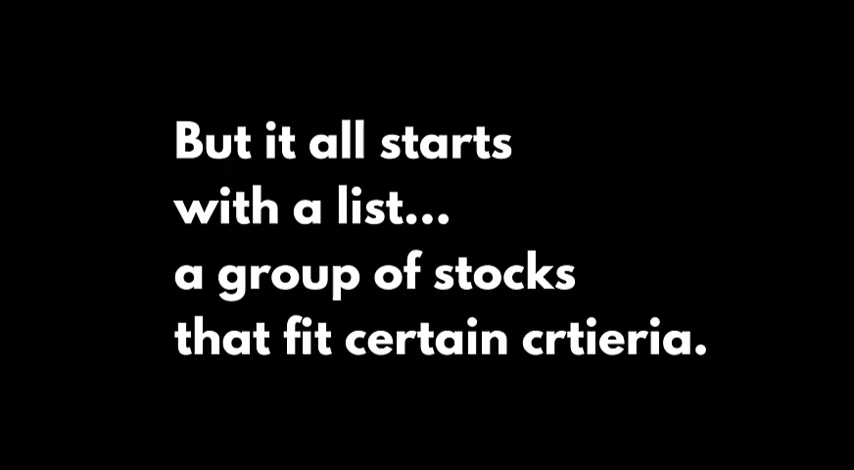 But it all starts
with a list...
a group of stocks
that fit certain crtieria.